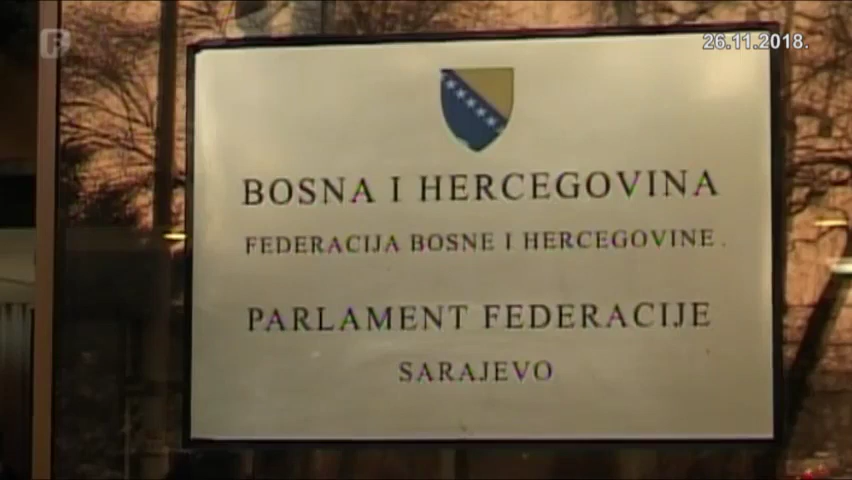 26.11.2018.
BOSNA I HERCEGOVINA
FEDERACIJA BOSNE I HERCEGOVINE
PARLAMENT FEDERACIJE
SARAJEVO